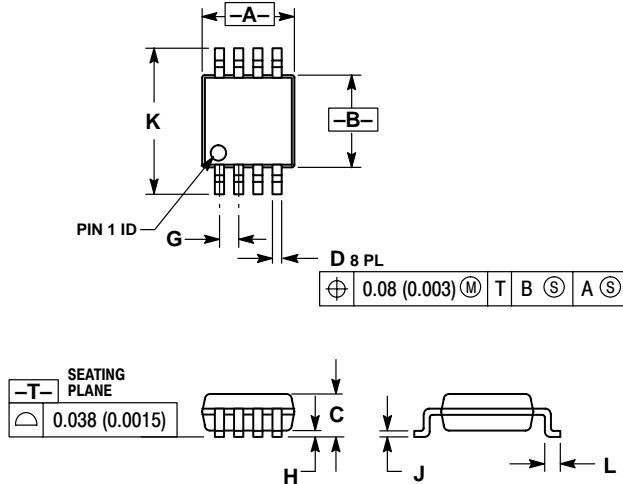 –A–
K
–B–
PIN 1 ID
G
D 8 PL
⌖ 0.08 (0.003) Ⓜ T B Ⓢ A Ⓢ
–T– SEATING PLANE
⌓ 0.038 (0.0015)
C
H
J
L